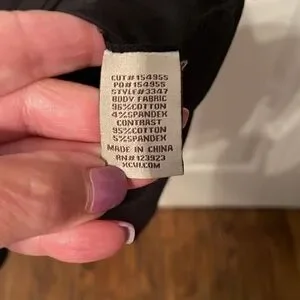 CUT#154955
PO#154955
STYLE#3347
BODY FABRIC
96%COTTON
4%SPANDEX
CONTRAST
95%COTTON
5%SPANDEX
MADE IN CHINA
RN#123923
XCVI.COM